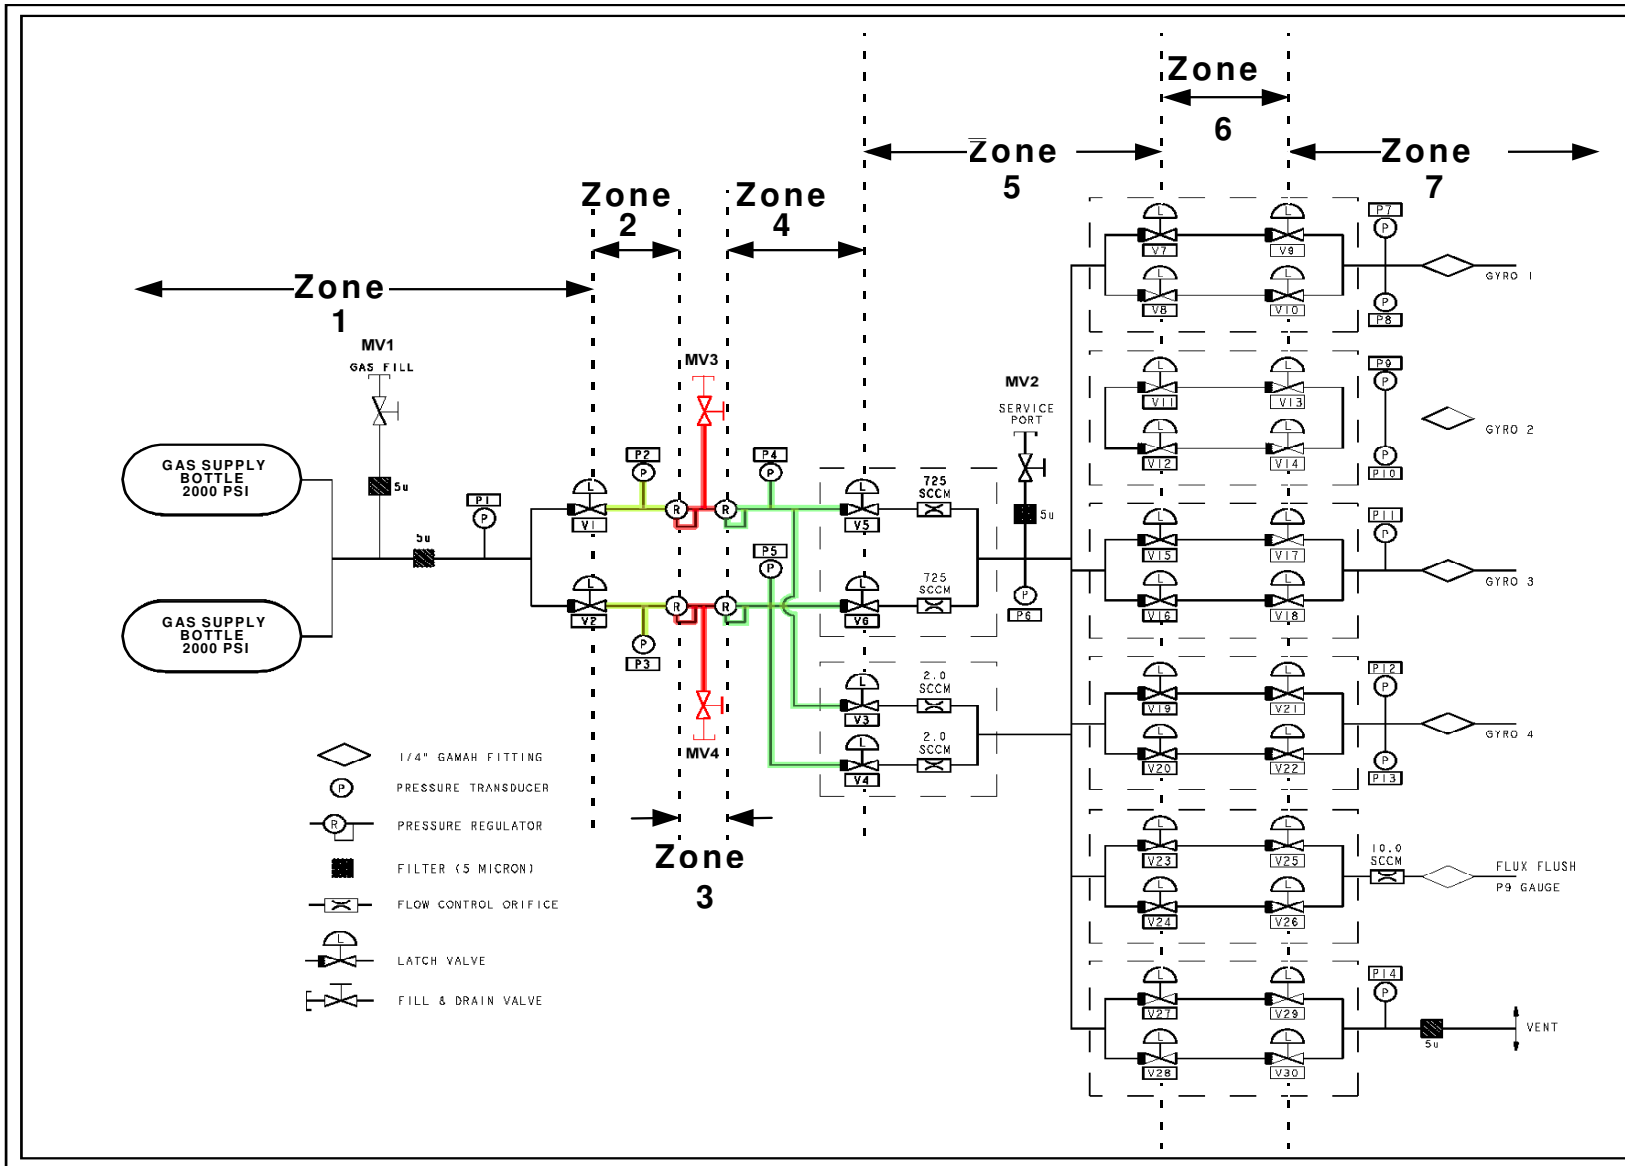 Zone
6
Zone
5
Zone
7
Zone
2
Zone
4
Zone
1
MV1
GAS FILL
MV3
MV2
SERVICE
PORT
GAS SUPPLY
BOTTLE
2000 PSI
GAS SUPPLY
BOTTLE
2000 PSI
5u
5u
P1
P
L
V1
L
V2
P2
P
P3
P
R
R
R
R
MV4
P4
P
P5
P
L
V5
725
SCCM
L
V6
725
SCCM
L
V3
2.0
SCCM
L
V4
2.0
SCCM
5u
P
P6
L
V7
L
V9
L
V8
L
V10
P7
P
P
P8
GYRO 1
L
V11
L
V13
L
V12
L
V14
P9
P
P
P10
GYRO 2
L
V15
L
V17
L
V16
L
V18
P11
P
GYRO 3
L
V19
L
V21
L
V20
L
V22
P12
P
P
P13
GYRO 4
L
V23
L
V25
L
V24
L
V26
10.0
SCCM
FLUX FLUSH
P9 GAUGE
L
V27
L
V29
L
V28
L
V30
P14
P
5u
VENT
Zone
3
1/4" GAMAH FITTING
P PRESSURE TRANSDUCER
R PRESSURE REGULATOR
FILTER (5 MICRON)
FLOW CONTROL ORIFICE
L
LATCH VALVE
FILL & DRAIN VALVE